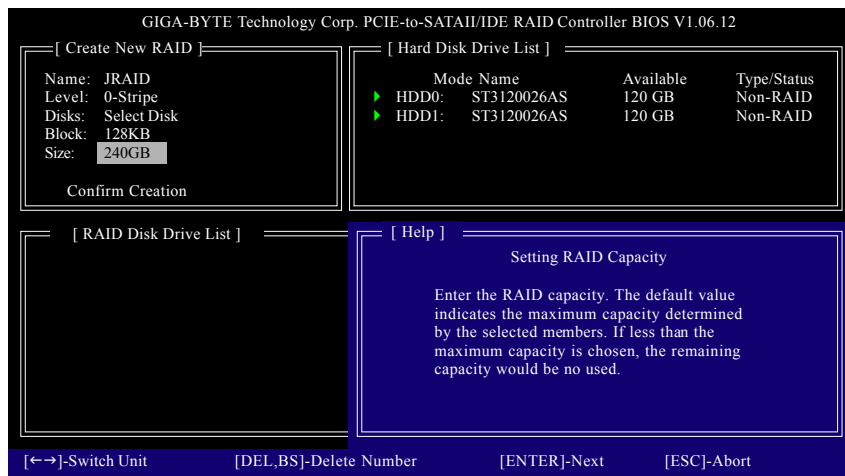 GIGA-BYTE Technology Corp. PCIE-to-SATAII/IDE RAID Controller BIOS V1.06.12
[ Create New RAID ]
Name: JRAID
Level: 0-Stripe
Disks: Select Disk
Block: 128KB
Size: 240GB
Confirm Creation
[ Hard Disk Drive List ]
Mode Name Available Type/Status
HDD0: ST3120026AS 120 GB Non-RAID
HDD1: ST3120026AS 120 GB Non-RAID
[ RAID Disk Drive List ]
[ Help ]
Setting RAID Capacity
Enter the RAID capacity. The default value
indicates the maximum capacity determined
by the selected members. If less than the
maximum capacity is chosen, the remaining
capacity would be no used.
[←→]-Switch Unit [DEL,BS]-Delete Number [ENTER]-Next [ESC]-Abort